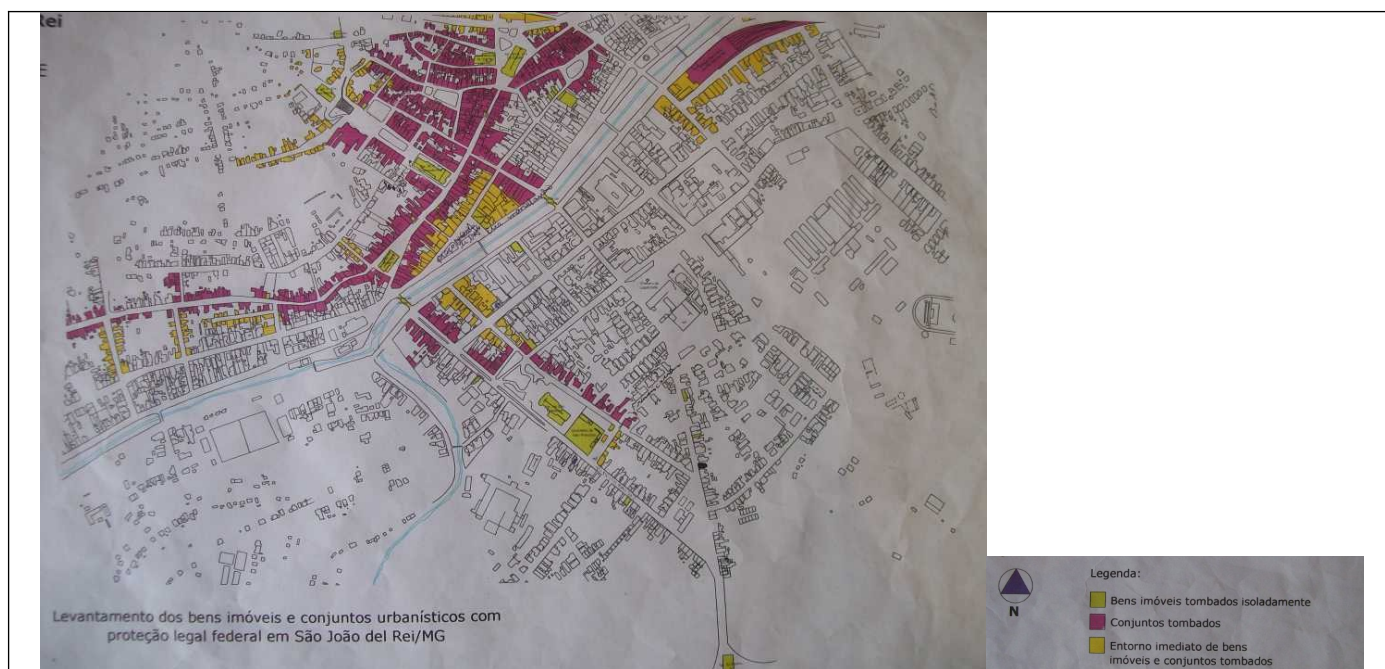 Rei
E
Levantamento dos bens imóveis e conjuntos urbanísticos com
proteção legal federal em São João del Rei/MG
N
Legenda:
Bens imóveis tombados isoladamente
Conjuntos tombados
Entorno imediato de bens
imóveis e conjuntos tombados